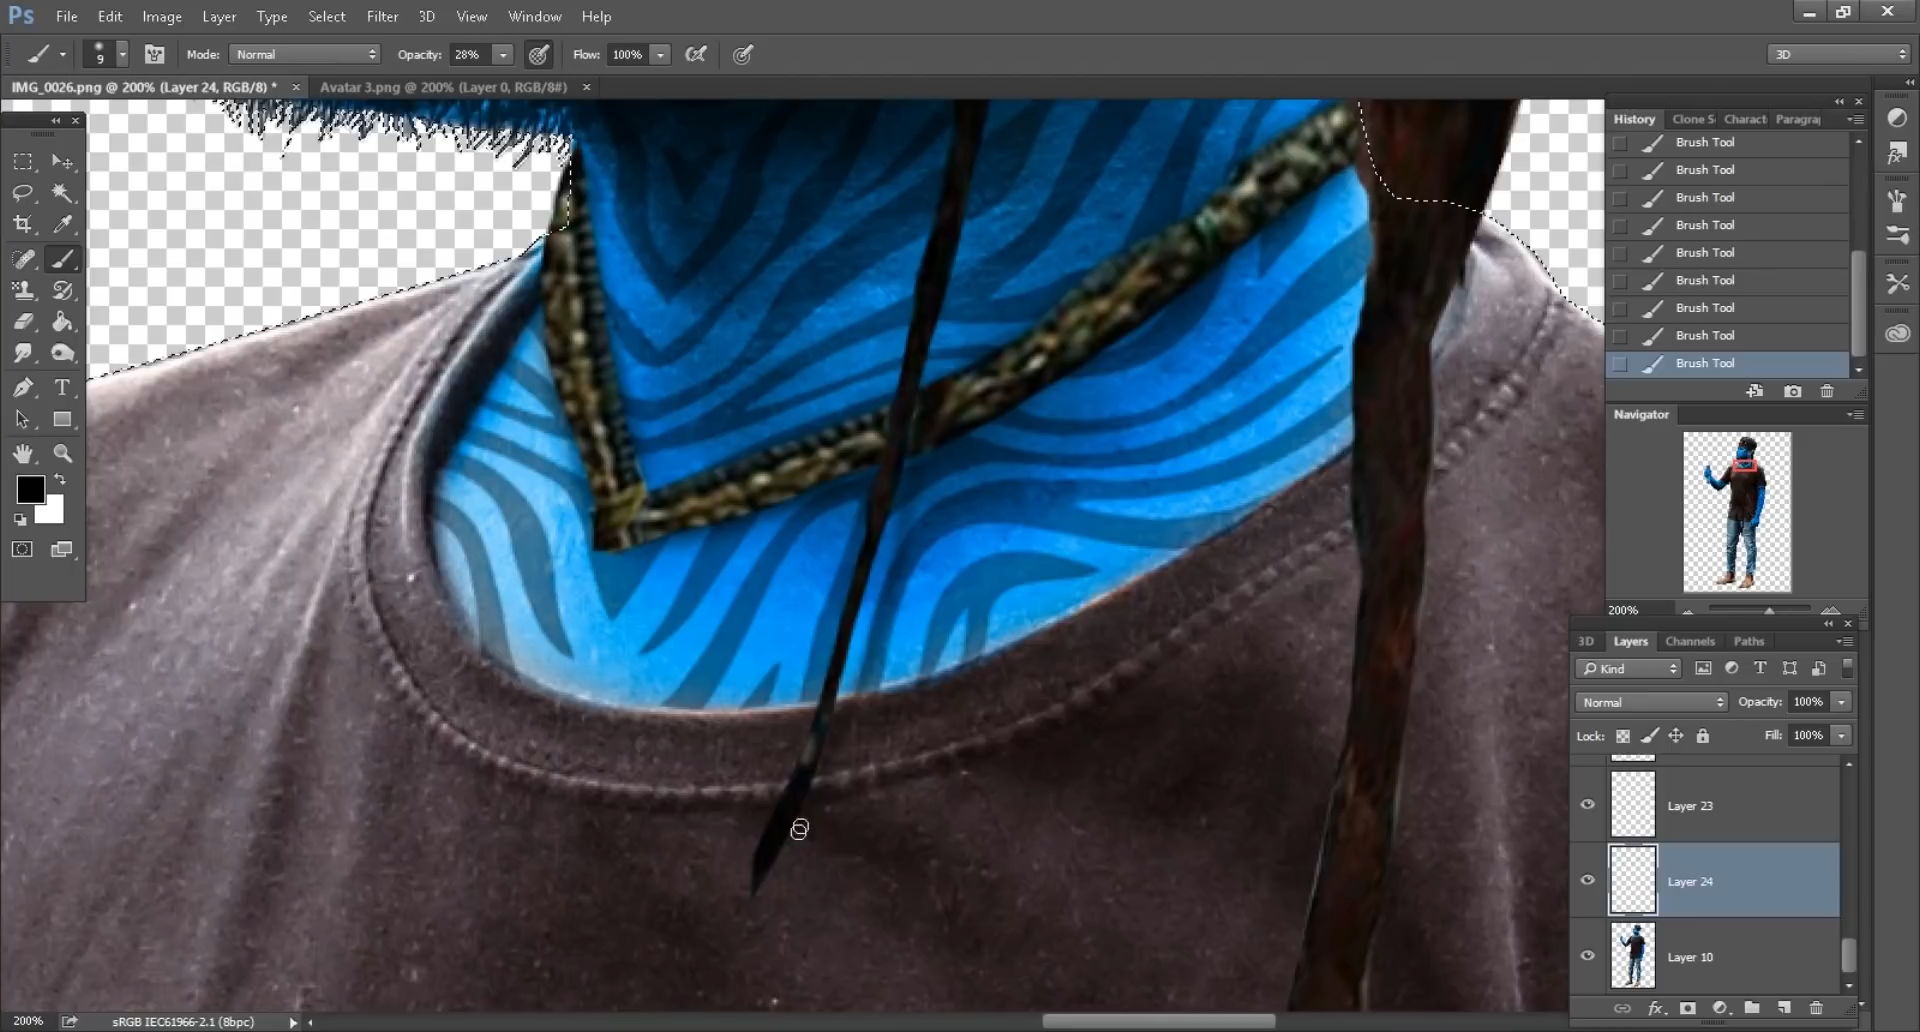 Ps File Edit Image Layer Type Select Filter 3D View Window Help
9 Mode: Normal Opacity: 28% Flow: 100% 3D
IMG_0026.png @ 200% (Layer 24, RGB/8) * × Avatar 3.png @ 200% (Layer 0, RGB/8#) ×
History Clone S Charact Paragra
Brush Tool
Brush Tool
Brush Tool
Brush Tool
Brush Tool
Brush Tool
Brush Tool
Brush Tool
Brush Tool
Navigator
200%
3D Layers Channels Paths
Kind
Normal Opacity: 100%
Lock: Fill: 100%
Layer 23
Layer 24
Layer 10
200% sRGB IEC61966-2.1 (8bpc)